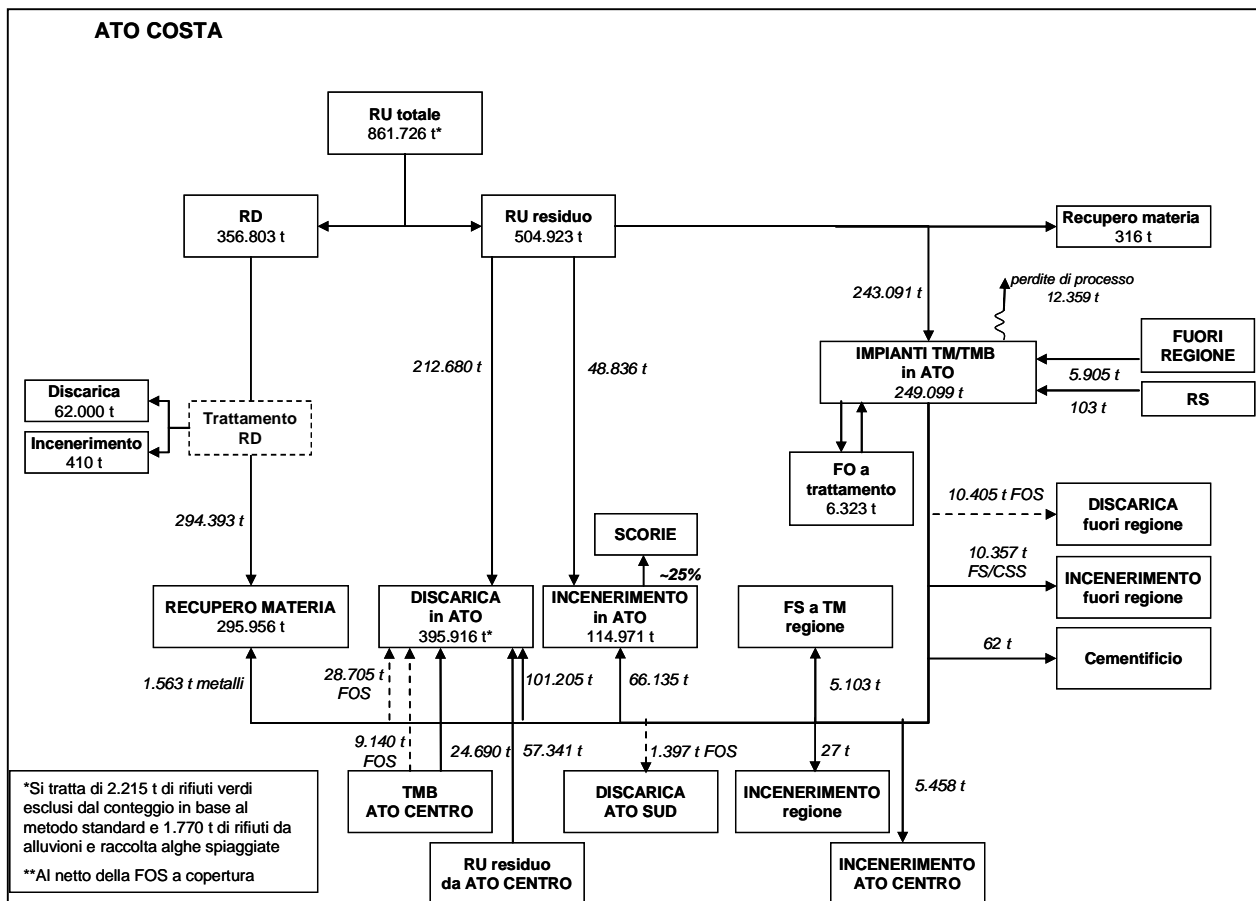 ATO COSTA
RU totale
861.726 t*
RD
356.803 t
RU residuo
504.923 t
Recupero materia
316 t
perdite di processo
12.359 t
243.091 t
FUORI
REGIONE
IMPIANTI TM/TMB
in ATO
249.099 t
5.905 t
RS
103 t
212.680 t
48.836 t
Discarica
62.000 t
Incenerimento
410 t
Trattamento
RD
FO a
trattamento
6.323 t
10.405 t FOS
DISCARICA
fuori regione
294.393 t
SCORIE
~25%
10.357 t
FS/CSS
INCENERIMENTO
fuori regione
RECUPERO MATERIA
295.956 t
DISCARICA
in ATO
395.916 t*
INCENERIMENTO
in ATO
114.971 t
FS a TM
regione
62 t
Cementificio
1.563 t metalli
28.705 t
FOS
101.205 t
66.135 t
5.103 t
9.140 t
FOS
24.690 t
57.341 t
1.397 t FOS
27 t
5.458 t
TMB
ATO CENTRO
DISCARICA
ATO SUD
INCENERIMENTO
regione
RU residuo
da ATO CENTRO
INCENERIMENTO
ATO CENTRO
*Si tratta di 2.215 t di rifiuti verdi
esclusi dal conteggio in base al
metodo standard e 1.770 t di rifiuti da
alluvioni e raccolta alghe spiaggiate
**Al netto della FOS a copertura